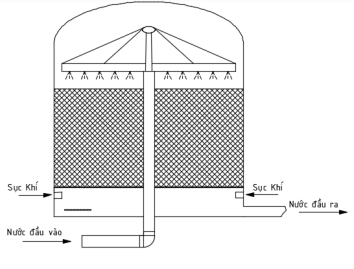 Sục Khí
Sục Khí
Nước đầu ra
Nước đầu vào